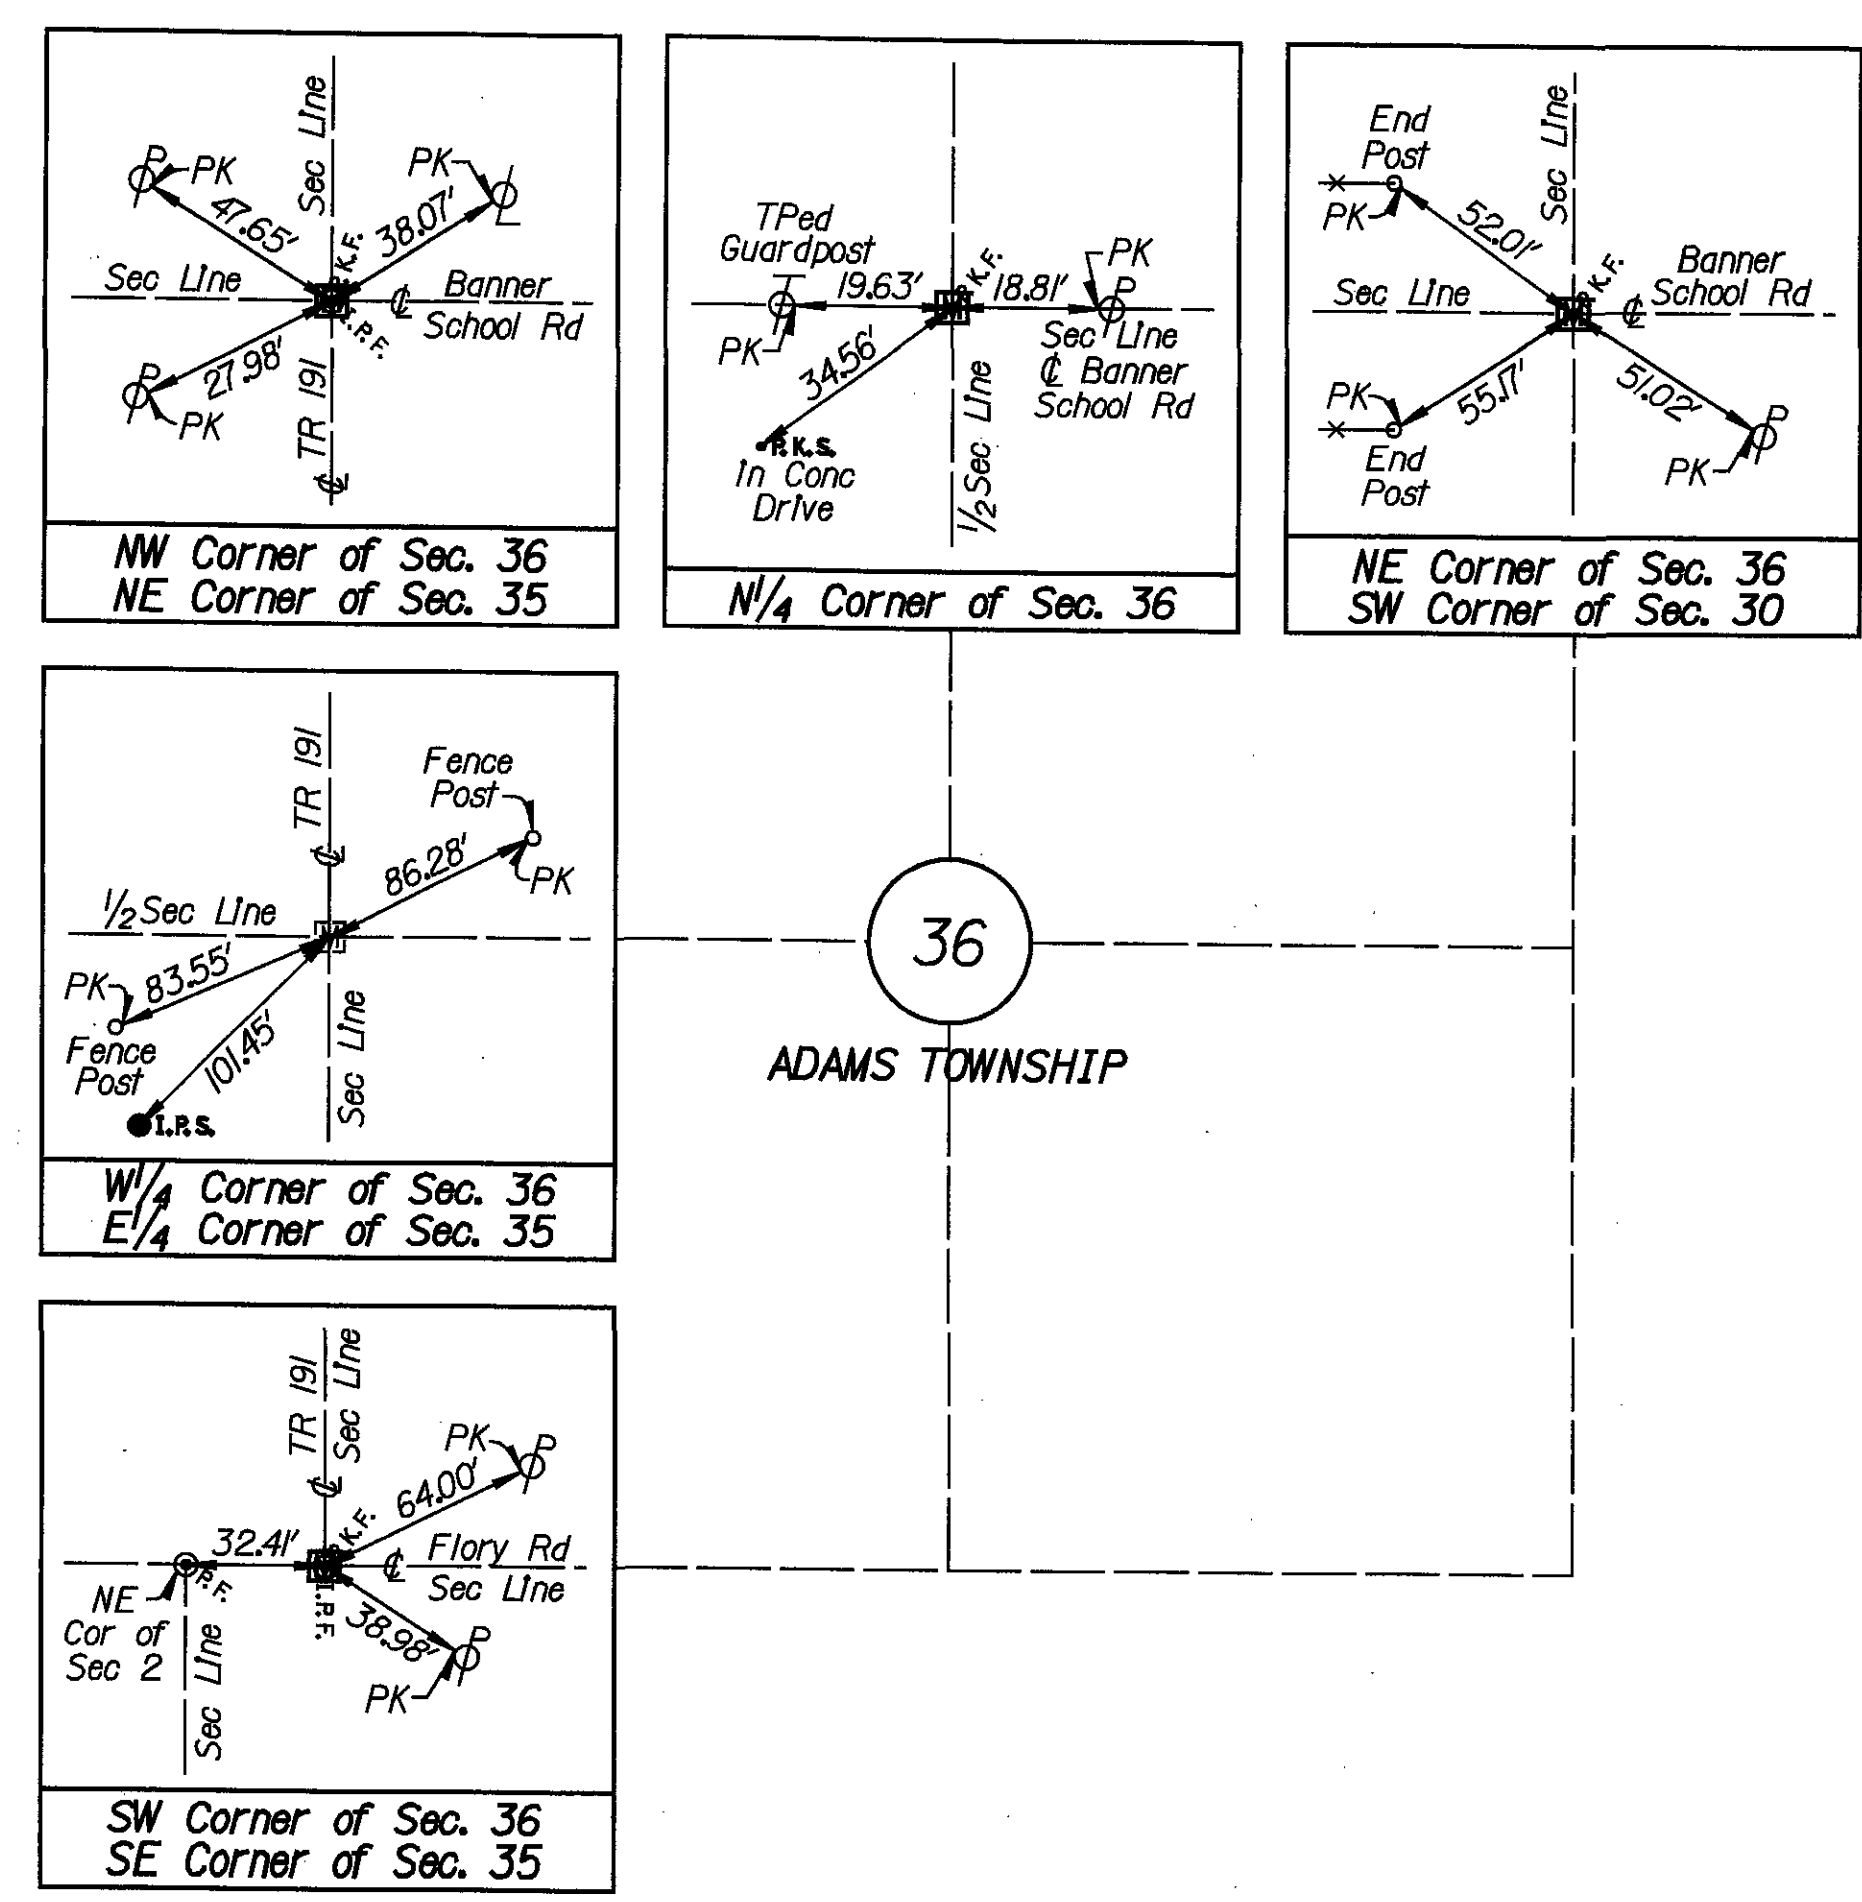 Sec Line
P
PK
PK
47.65'
38.07'
P.K.F.
Sec Line
℄ Banner
School Rd
I.P.F.
27.98'
P
PK
TR 191
℄
NW Corner of Sec. 36
NE Corner of Sec. 35
TPed
Guardpost
PK
P
19.63'
P.K.F.
18.81'
PK
34.56'
Sec Line
℄ Banner
School Rd
P.K.S.
In Conc
Drive
1/2 Sec Line
N1/4 Corner of Sec. 36
End
Post
Sec Line
PK
52.01'
P.K.F.
Sec Line
Banner
℄ School Rd
PK
55.17'
51.02'
P
End
Post
PK
NE Corner of Sec. 36
SW Corner of Sec. 30
℄ TR 191
Fence
Post
86.28'
PK
1/2 Sec Line
PK
83.55'
Fence
Post
101.45'
Sec Line
I.P.S.
W1/4 Corner of Sec. 36
E1/4 Corner of Sec. 35
36
ADAMS TOWNSHIP
℄ TR 191
Sec Line
PK
P
64.00'
32.41'
P.K.F.
℄ Flory Rd
Sec Line
P.F.
I.P.F.
NE
Cor of
Sec 2
38.98'
P
Sec Line
PK
SW Corner of Sec. 36
SE Corner of Sec. 35